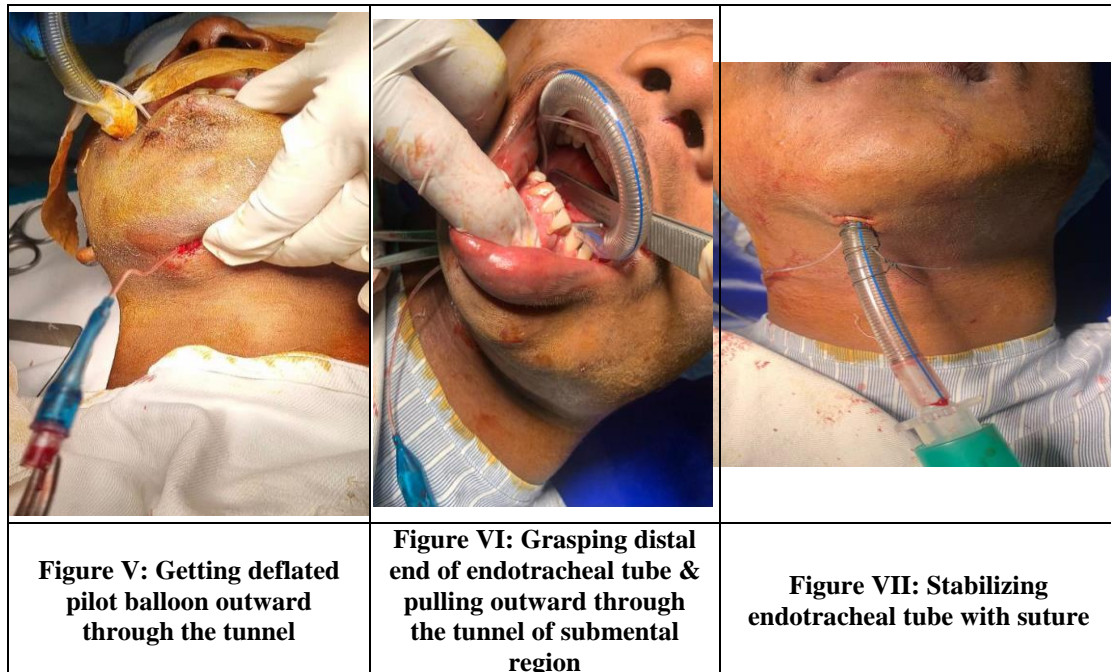 Figure V: Getting deflated
pilot balloon outward
through the tunnel
Figure VI: Grasping distal
end of endotracheal tube &
pulling outward through
the tunnel of submental
region
Figure VII: Stabilizing
endotracheal tube with suture